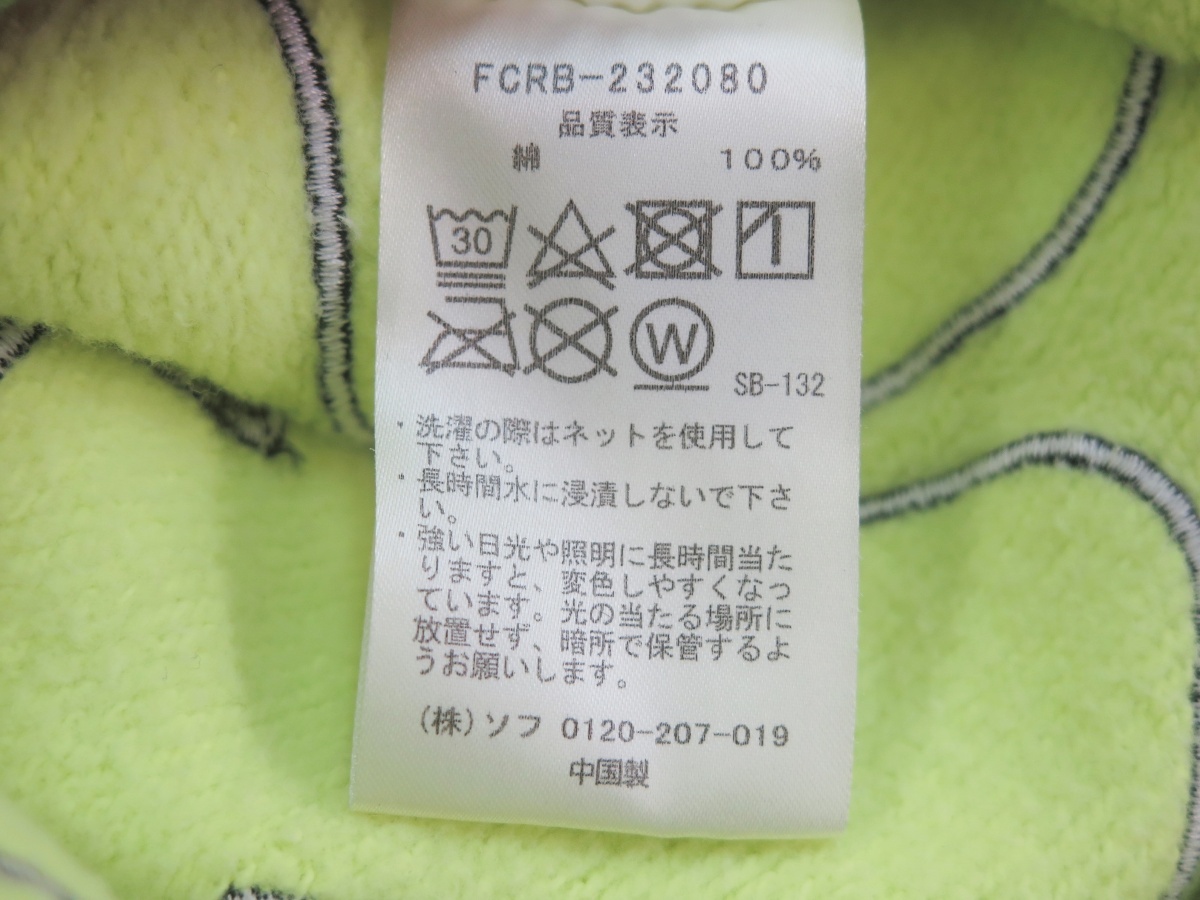 FCRB-232080
品質表示
綿 100%
30
W
SB-132
・洗濯の際はネットを使用して
下さい。
・長時間水に浸漬しないで下さ
い。
・強い日光や照明に長時間当た
りますと、変色しやすくなっ
ています。光の当たる場所に
放置せず、暗所で保管するよ
うお願いします。
(株)ソフ 0120-207-019
中国製